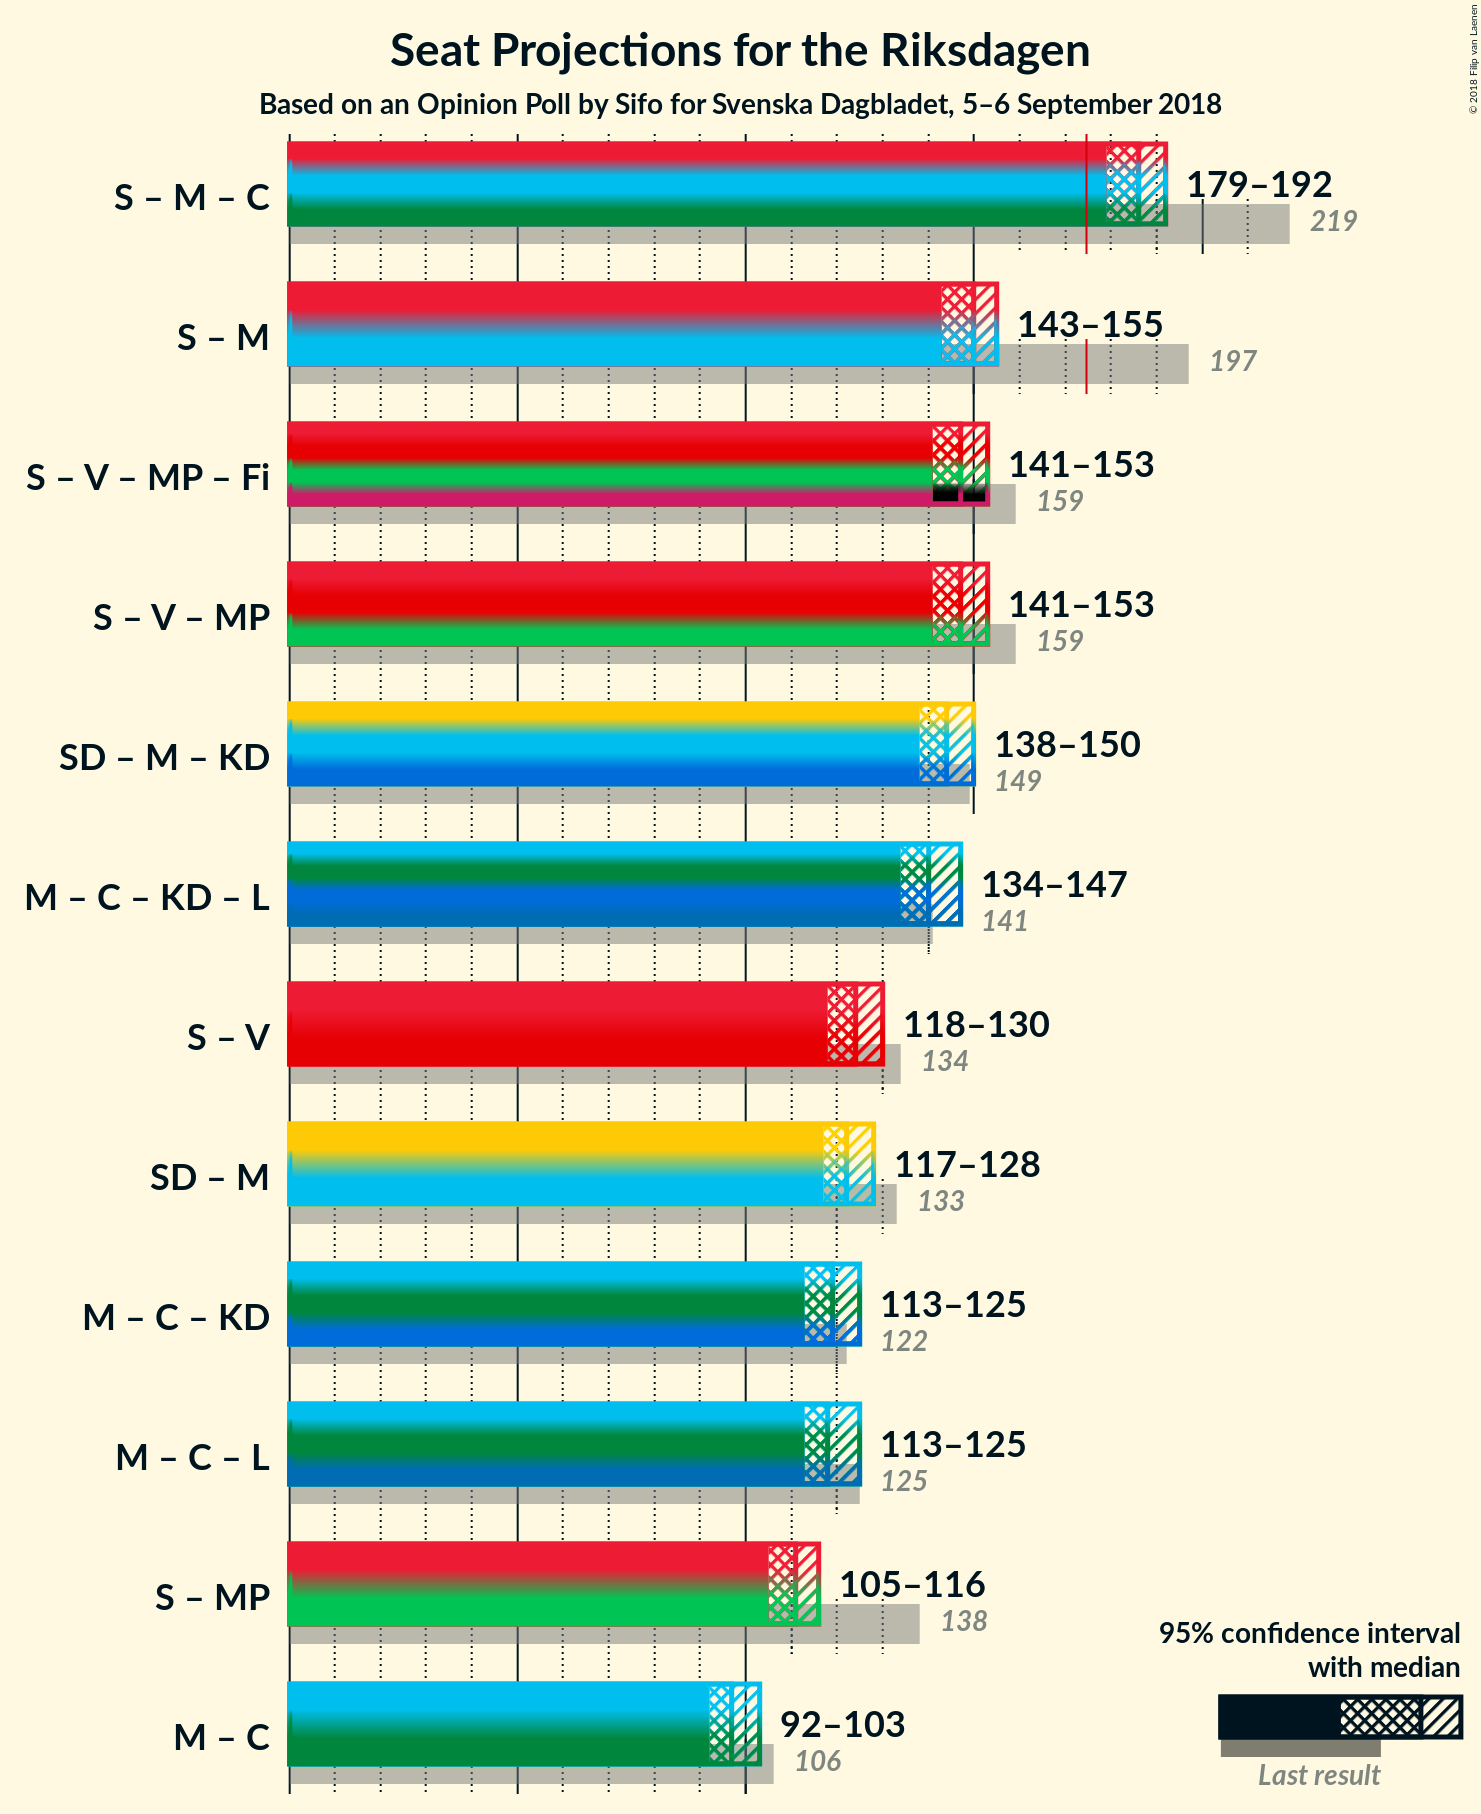 Seat Projections for the Riksdagen
Based on an Opinion Poll by Sifo for Svenska Dagbladet, 5–6 September 2018
© 2018 Filip van Laenen
S – M – C
179–192
219
S – M
143–155
197
S – V – MP – Fi
141–153
159
S – V – MP
141–153
159
SD – M – KD
138–150
149
M – C – KD – L
134–147
141
S – V
118–130
134
SD – M
117–128
133
M – C – KD
113–125
122
M – C – L
113–125
125
S – MP
105–116
138
M – C
92–103
106
95% confidence interval
with median
Last result